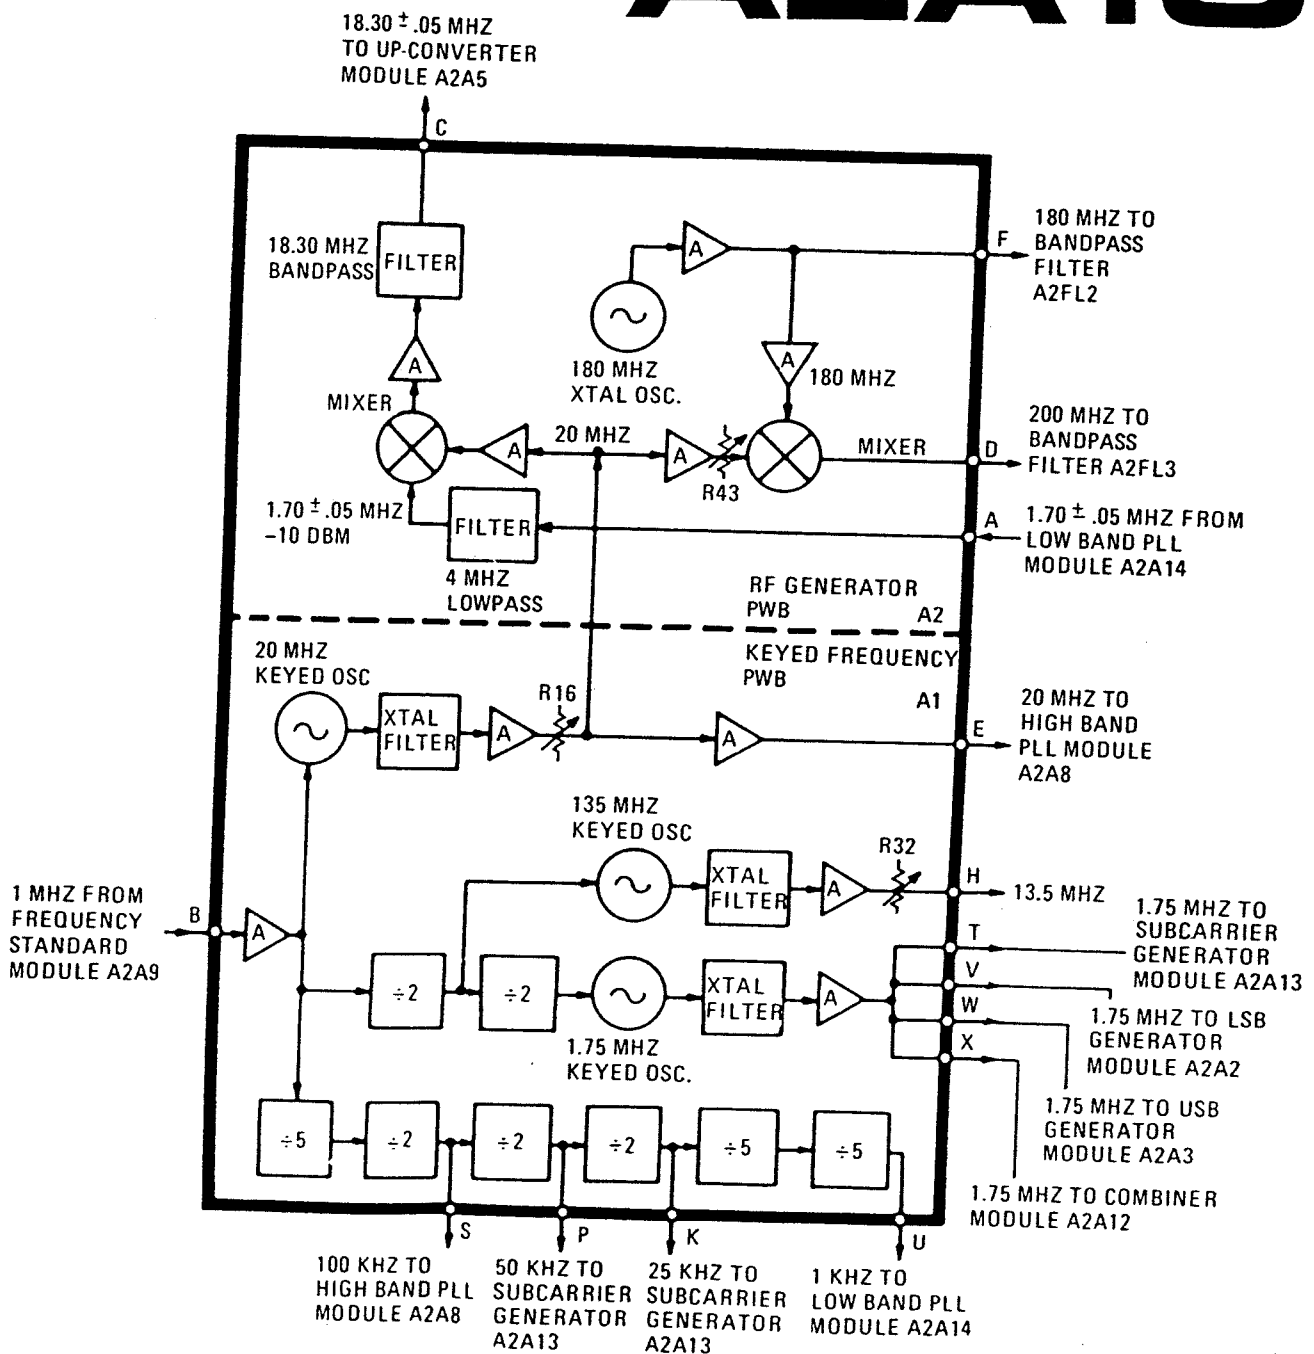 18.30 ± .05 MHZ
TO UP-CONVERTER
MODULE A2A5
C
18.30 MHZ
BANDPASS
FILTER
A
180 MHZ
XTAL OSC.
F
180 MHZ TO
BANDPASS
FILTER
A2FL2
A
A
180 MHZ
MIXER
A
20 MHZ
A
R43
MIXER
D
200 MHZ TO
BANDPASS
FILTER A2FL3
1.70 ± .05 MHZ
–10 DBM
FILTER
4 MHZ
LOWPASS
A
1.70 ± .05 MHZ FROM
LOW BAND PLL
MODULE A2A14
RF GENERATOR
PWB
A2
KEYED FREQUENCY
PWB
A1
20 MHZ
KEYED OSC
XTAL
FILTER
A
R16
A
E
20 MHZ TO
HIGH BAND
PLL MODULE
A2A8
135 MHZ
KEYED OSC
XTAL
FILTER
A
R32
H
13.5 MHZ
1 MHZ FROM
FREQUENCY
STANDARD
MODULE A2A9
B
A
÷2
÷2
1.75 MHZ
KEYED OSC.
XTAL
FILTER
A
T
1.75 MHZ TO
SUBCARRIER
GENERATOR
MODULE A2A13
V
1.75 MHZ TO LSB
GENERATOR
MODULE A2A2
W
1.75 MHZ TO USB
GENERATOR
MODULE A2A3
X
1.75 MHZ TO COMBINER
MODULE A2A12
÷5
÷2
÷2
÷2
÷5
÷5
S
100 KHZ TO
HIGH BAND PLL
MODULE A2A8
P
50 KHZ TO
SUBCARRIER
GENERATOR
A2A13
K
25 KHZ TO
SUBCARRIER
GENERATOR
A2A13
U
1 KHZ TO
LOW BAND PLL
MODULE A2A14